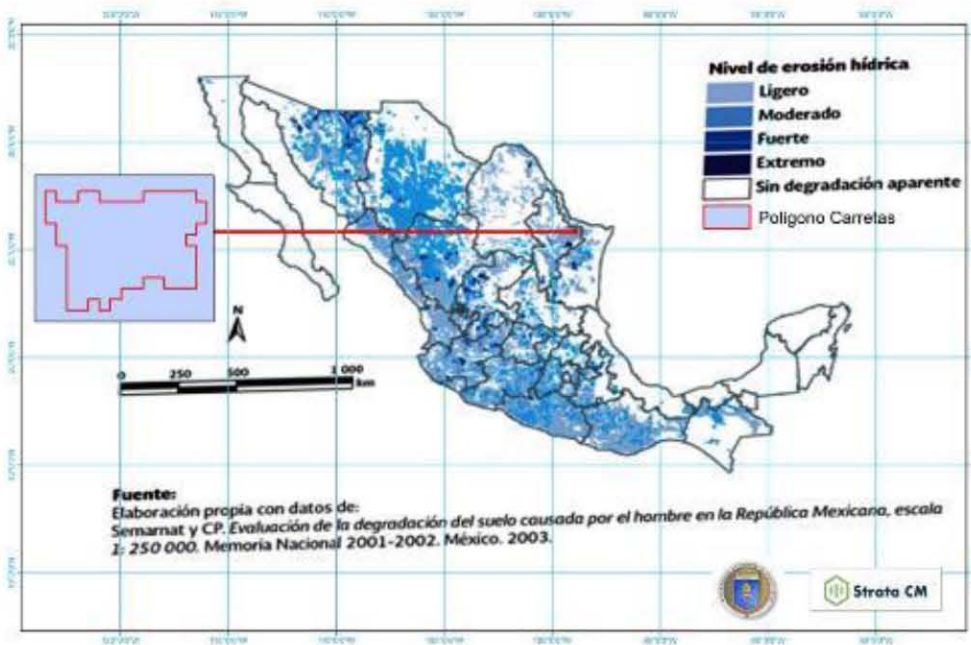 Nivel de erosión hídrica
Ligero
Moderado
Fuerte
Extremo
Sin degradación aparente
Polígono Carretas
N
0 250 500 1 000
km
Fuente:
Elaboración propia con datos de:
Semarnat y CP. Evaluación de la degradación del suelo causada por el hombre en la República Mexicana, escala
1: 250 000. Memoria Nacional 2001-2002. México. 2003.
Strata CM